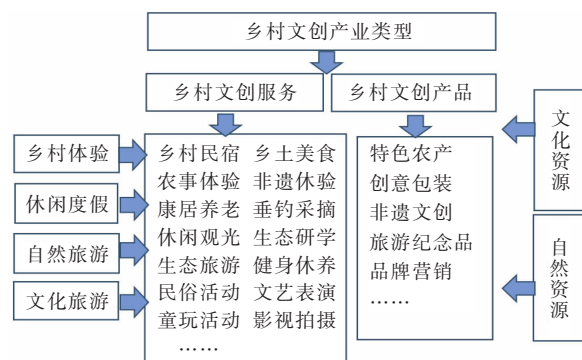 乡村文创产业类型
乡村文创服务
乡村文创产品
乡村体验
休闲度假
自然旅游
文化旅游
乡村民宿 乡土美食
农事体验 非遗休验
康居养老 垂钓采摘
休闲观光 生态研学
生态旅游 健身休养
民俗活动 文艺表演
童玩活动 影视拍摄
……
特色农产
创意包装
非遗文创
旅游纪念品
品牌营销
……
文化资源
自然资源